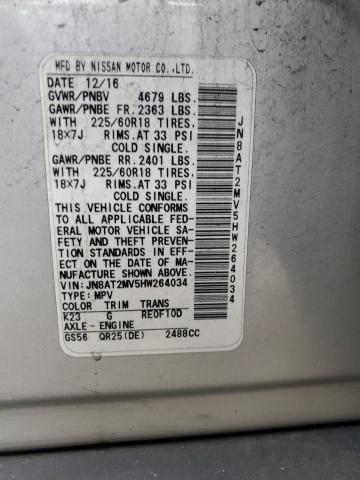 MFD BY NISSAN MOTOR CO.,LTD.
DATE 12/16
GVWR/PNBV 4679 LBS.
GAWR/PNBE FR. 2363 LBS.
WITH 225/60R18 TIRES,
18X7J RIMS, AT 33 PSI
COLD SINGLE.
GAWR/PNBE RR. 2401 LBS.
WITH 225/60R18 TIRES,
18X7J RIMS, AT 33 PSI
COLD SINGLE.
THIS VEHICLE CONFORMS
TO ALL APPLICABLE FED-
ERAL MOTOR VEHICLE SA-
FETY AND THEFT PREVEN-
TION STANDARDS IN EFF-
ECT ON THE DATE OF MA-
NUFACTURE SHOWN ABOVE.
VIN: JN8AT2MV5HW264034
TYPE: MPV
COLOR TRIM TRANS
K23 G RE0F10D
AXLE - ENGINE
GS56 QR25(DE) 2488CC
JN8AT2MV5HW264034